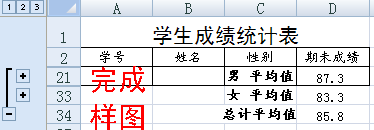 1 2 3 A B C D
1 学生成绩统计表
2 学号 姓名 性别 期末成绩
21 完成 男 平均值 87.3
33 女 平均值 83.3
34 样图 总计平均值 85.8